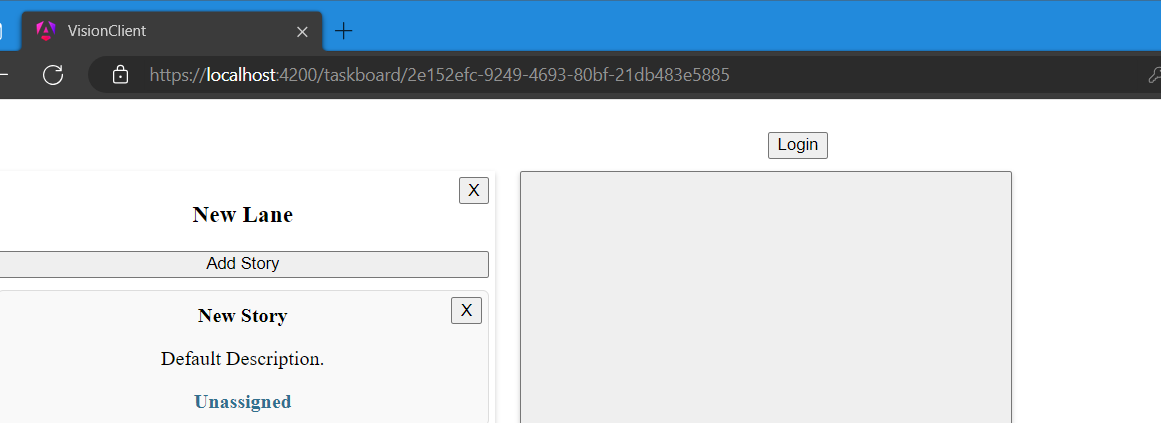 VisionClient
https://localhost:4200/taskboard/2e152efc-9249-4693-80bf-21db483e5885
Login
X
New Lane
Add Story
X
New Story
Default Description.
Unassigned